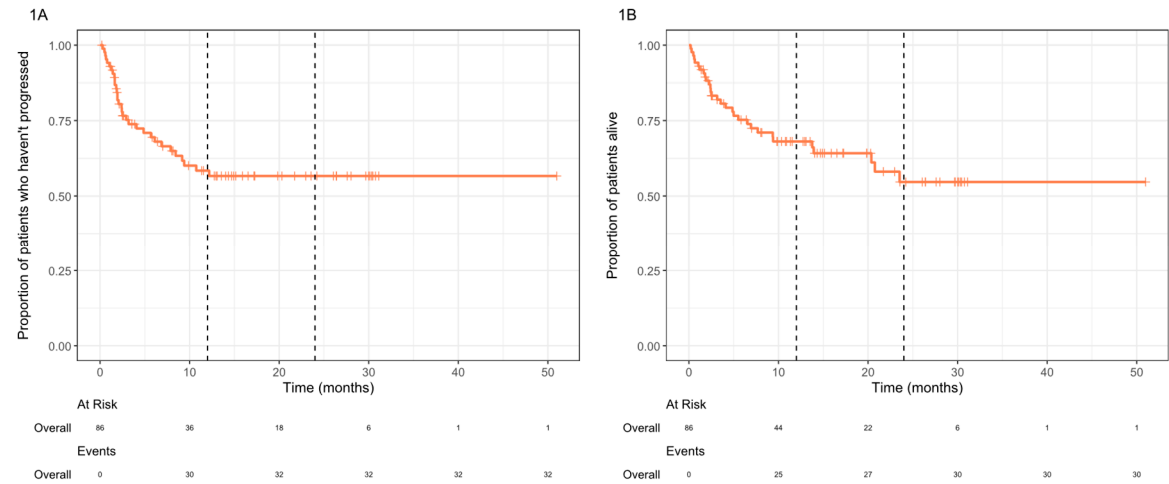 1A
Proportion of patients who haven't progressed
1.00
0.75
0.50
0.25
0.00
0 10 20 30 40 50
Time (months)
At Risk
Overall 86 36 18 6 1 1
Events
Overall 0 30 32 32 32 32
1B
Proportion of patients alive
1.00
0.75
0.50
0.25
0.00
0 10 20 30 40 50
Time (months)
At Risk
Overall 86 44 22 6 1 1
Events
Overall 0 25 27 30 30 30